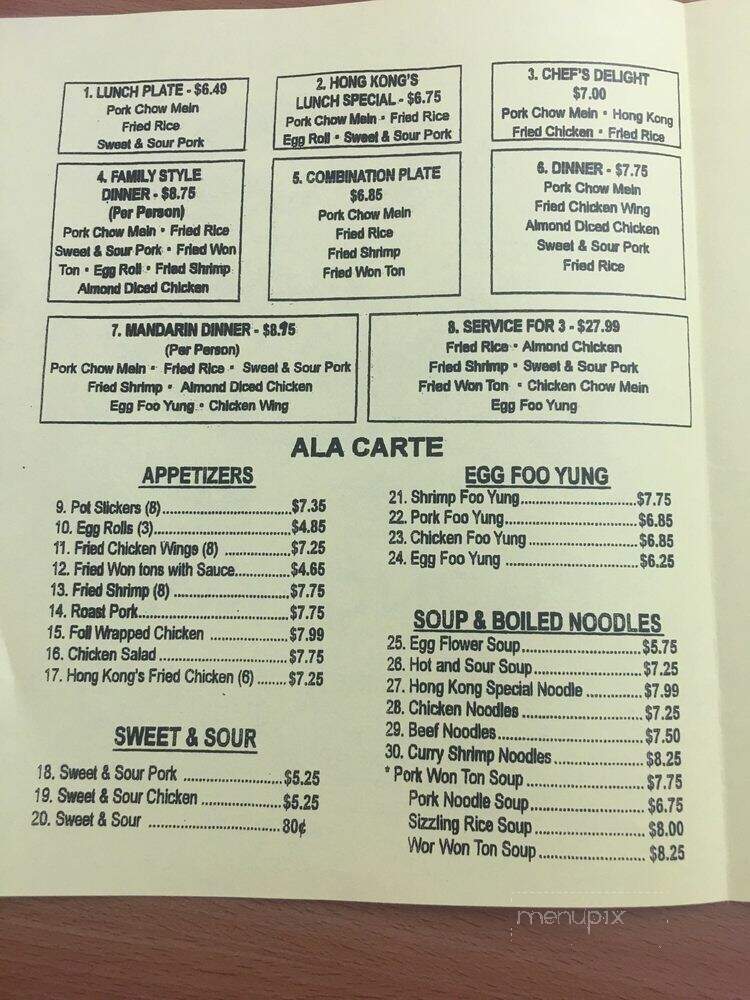 1. LUNCH PLATE - $6.49
Pork Chow Mein
Fried Rice
Sweet & Sour Pork
2. HONG KONG'S
LUNCH SPECIAL - $6.75
Pork Chow Mein • Fried Rice
Egg Roll • Sweet & Sour Pork
3. CHEF'S DELIGHT
$7.00
Pork Chow Mein • Hong Kong
Fried Chicken • Fried Rice
4. FAMILY STYLE
DINNER - $8.75
(Per Person)
Pork Chow Mein • Fried Rice
Sweet & Sour Pork • Fried Won
Ton • Egg Roll • Fried Shrimp
Almond Diced Chicken
5. COMBINATION PLATE
$6.85
Pork Chow Mein
Fried Rice
Fried Shrimp
Fried Won Ton
6. DINNER - $7.75
Pork Chow Mein
Fried Chicken Wing
Almond Diced Chicken
Sweet & Sour Pork
Fried Rice
7. MANDARIN DINNER - $8.95
(Per Person)
Pork Chow Mein • Fried Rice • Sweet & Sour Pork
Fried Shrimp • Almond Diced Chicken
Egg Foo Yung • Chicken Wing
8. SERVICE FOR 3 - $27.99
Fried Rice • Almond Chicken
Fried Shrimp • Sweet & Sour Pork
Fried Won Ton • Chicken Chow Mein
Egg Foo Yung
ALA CARTE
APPETIZERS
9. Pot Stickers (8)..........$7.35
10. Egg Rolls (3)..........$4.85
11. Fried Chicken Wings (8) ..........$7.25
12. Fried Won tons with Sauce..........$4.65
13. Fried Shrimp (8) ..........$7.75
14. Roast Pork..........$7.75
15. Foil Wrapped Chicken ..........$7.99
16. Chicken Salad ..........$7.75
17. Hong Kong's Fried Chicken (6) ........$7.25
SWEET & SOUR
18. Sweet & Sour Pork ..........$5.25
19. Sweet & Sour Chicken ..........$5.25
20. Sweet & Sour ..........80¢
EGG FOO YUNG
21. Shrimp Foo Yung..........$7.75
22. Pork Foo Yung..........$6.85
23. Chicken Foo Yung ..........$6.85
24. Egg Foo Yung ..........$6.25
SOUP & BOILED NOODLES
25. Egg Flower Soup..........$5.75
26. Hot and Sour Soup..........$7.25
27. Hong Kong Special Noodle ..........$7.99
28. Chicken Noodles ..........$7.25
29. Beef Noodles..........$7.50
30. Curry Shrimp Noodles ..........$8.25
* Pork Won Ton Soup ..........$7.75
Pork Noodle Soup..........$6.75
Sizzling Rice Soup ..........$8.00
Wor Won Ton Soup..........$8.25
menupix